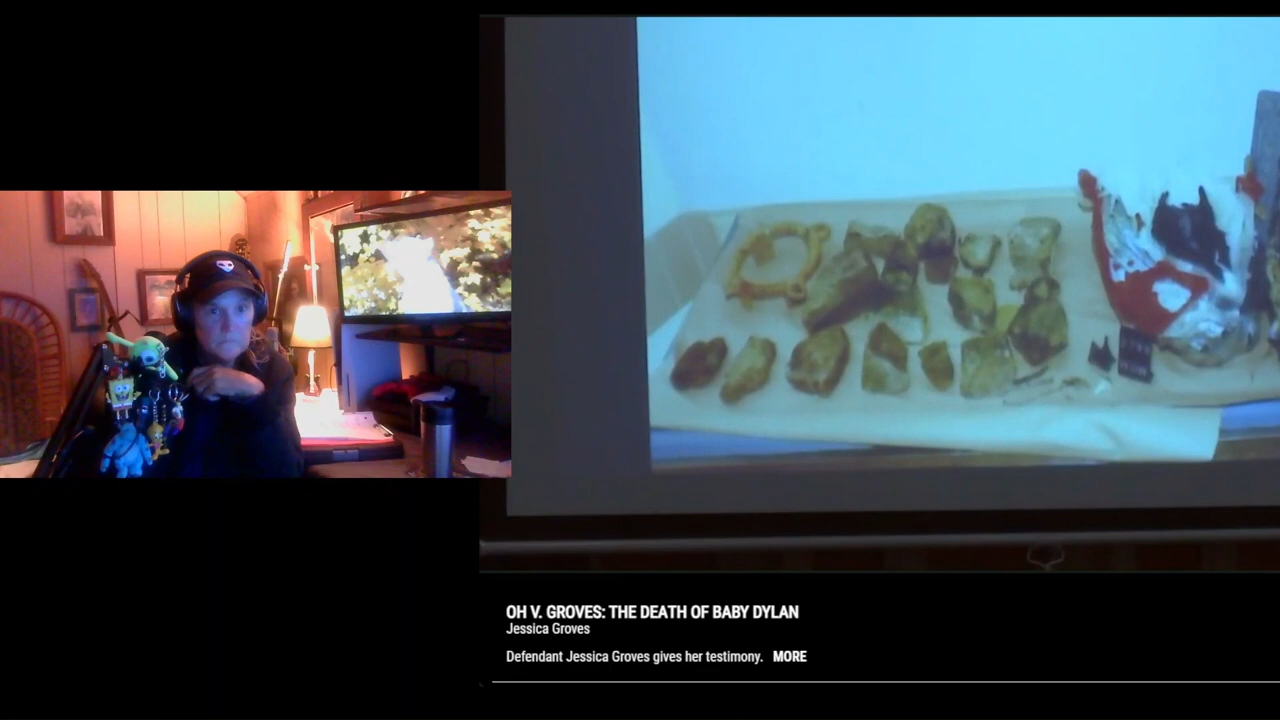 OH V. GROVES: THE DEATH OF BABY DYLAN
Jessica Groves
Defendant Jessica Groves gives her testimony. MORE